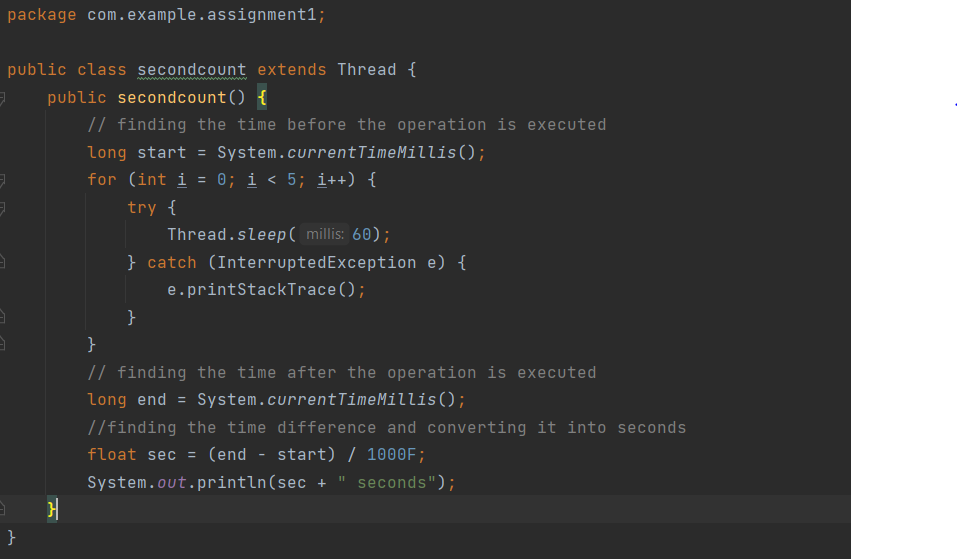 package com.example.assignment1;
public class secondcount extends Thread {
public secondcount() {
// finding the time before the operation is executed
long start = System.currentTimeMillis();
for (int i = 0; i < 5; i++) {
try {
Thread.sleep( millis: 60);
} catch (InterruptedException e) {
e.printStackTrace();
}
}
// finding the time after the operation is executed
long end = System.currentTimeMillis();
//finding the time difference and converting it into seconds
float sec = (end - start) / 1000F;
System.out.println(sec + " seconds");
}
}